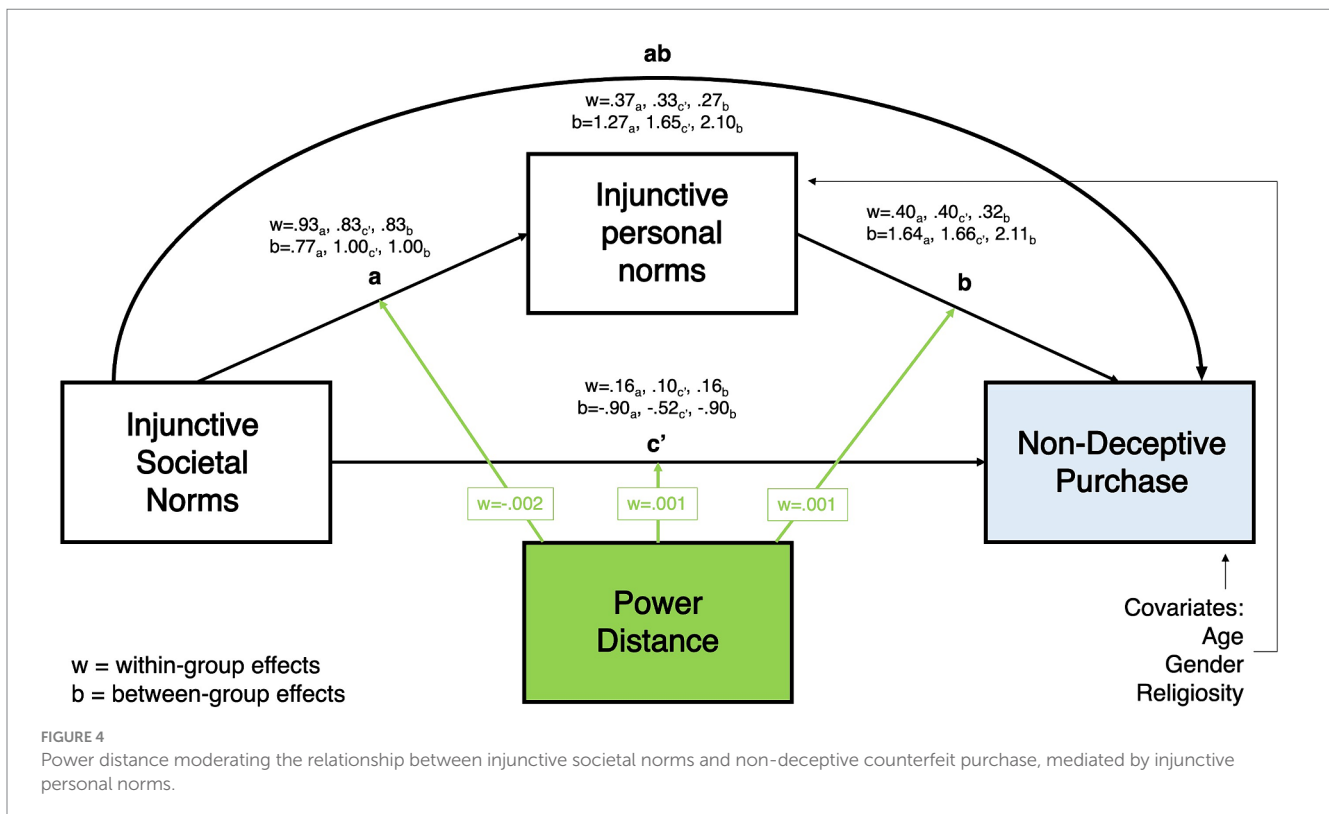 ab
w=.37a, .33c', .27b
b=1.27a, 1.65c', 2.10b
Injunctive
personal
norms
w=.93a, .83c', .83b
b=.77a, 1.00c', 1.00b
a
w=.40a, .40c', .32b
b=1.64a, 1.66c', 2.11b
b
Injunctive
Societal
Norms
w=.16a, .10c', .16b
b=-.90a, -.52c', -.90b
c’
Non-Deceptive
Purchase
w=-.002
w=.001
w=.001
Power
Distance
Covariates:
Age
Gender
Religiosity
w = within-group effects
b = between-group effects
FIGURE 4
Power distance moderating the relationship between injunctive societal norms and non-deceptive counterfeit purchase, mediated by injunctive
personal norms.